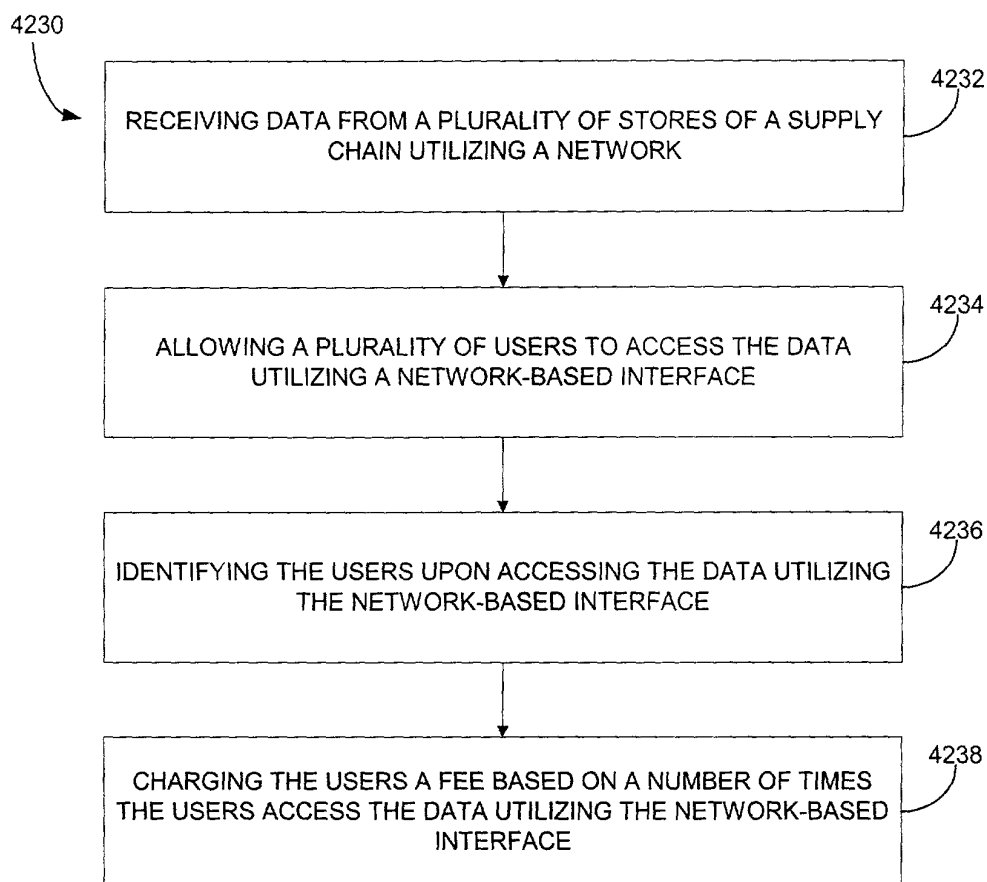 4230
4232
RECEIVING DATA FROM A PLURALITY OF STORES OF A SUPPLY
CHAIN UTILIZING A NETWORK
4234
ALLOWING A PLURALITY OF USERS TO ACCESS THE DATA
UTILIZING A NETWORK-BASED INTERFACE
4236
IDENTIFYING THE USERS UPON ACCESSING THE DATA UTILIZING
THE NETWORK-BASED INTERFACE
4238
CHARGING THE USERS A FEE BASED ON A NUMBER OF TIMES
THE USERS ACCESS THE DATA UTILIZING THE NETWORK-BASED
INTERFACE